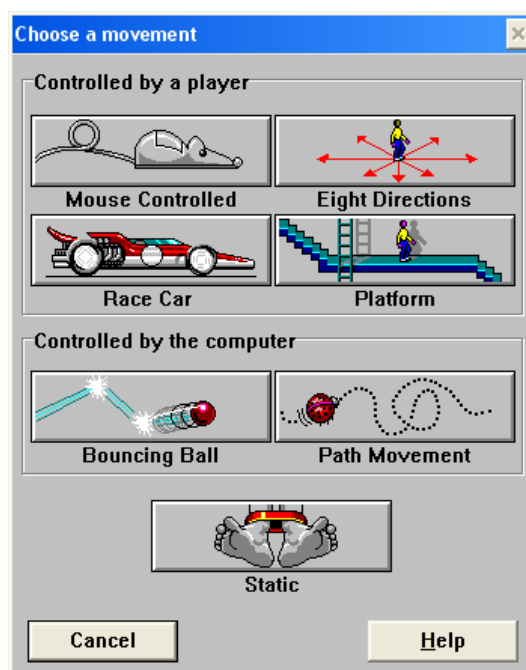 Choose a movement
Controlled by a player
Mouse Controlled
Eight Directions
Race Car
Platform
Controlled by the computer
Bouncing Ball
Path Movement
Static
Cancel
Help